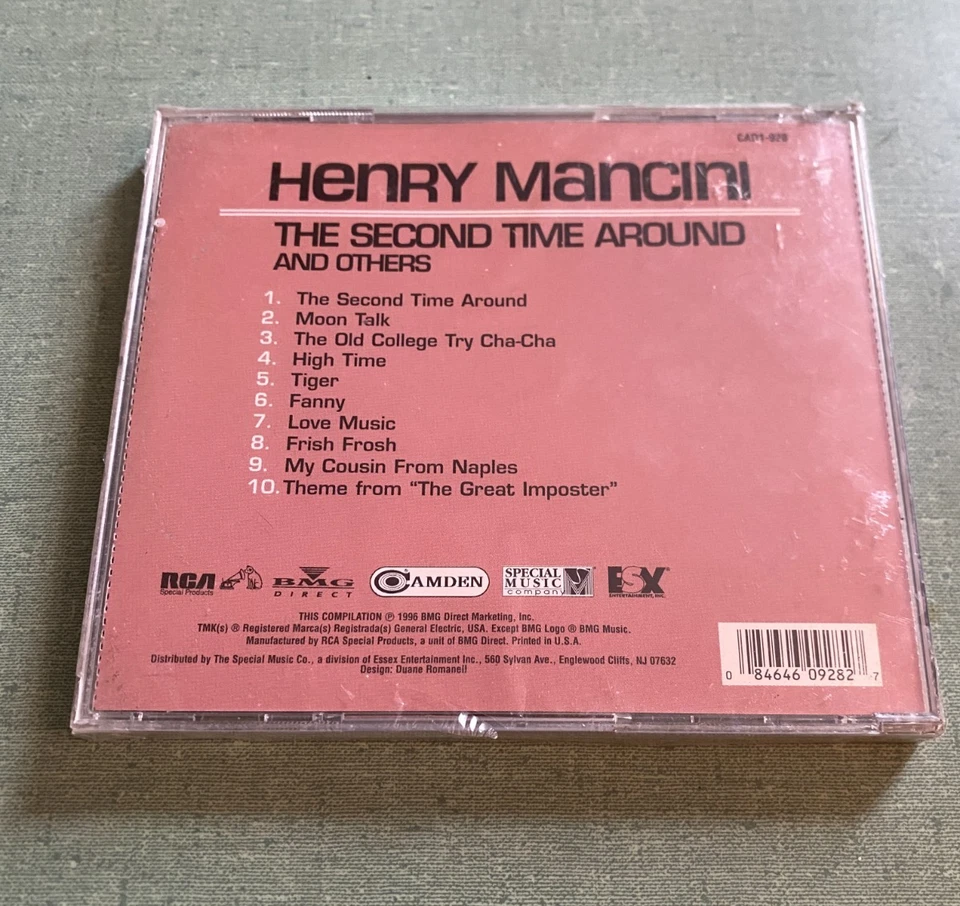 CAD1-928
Henry Mancini
THE SECOND TIME AROUND
AND OTHERS
1. The Second Time Around
2. Moon Talk
3. The Old College Try Cha-Cha
4. High Time
5. Tiger
6. Fanny
7. Love Music
8. Frish Frosh
9. My Cousin From Naples
10. Theme from “The Great Imposter”
RCA
Special Products
BMG
DIRECT
CAMDEN
SPECIAL
MUSIC
company
ESX
ENTERTAINMENT, INC.
THIS COMPILATION ℗ 1996 BMG Direct Marketing, Inc.
TMK(s) ® Registered Marca(s) Registrada(s) General Electric, USA. Except BMG Logo ® BMG Music.
Manufactured by RCA Special Products, a unit of BMG Direct. Printed in U.S.A.
Distributed by The Special Music Co., a division of Essex Entertainment Inc., 560 Sylvan Ave., Englewood Cliffs, NJ 07632
Design: Duane Romanell
0 84646 09282 7